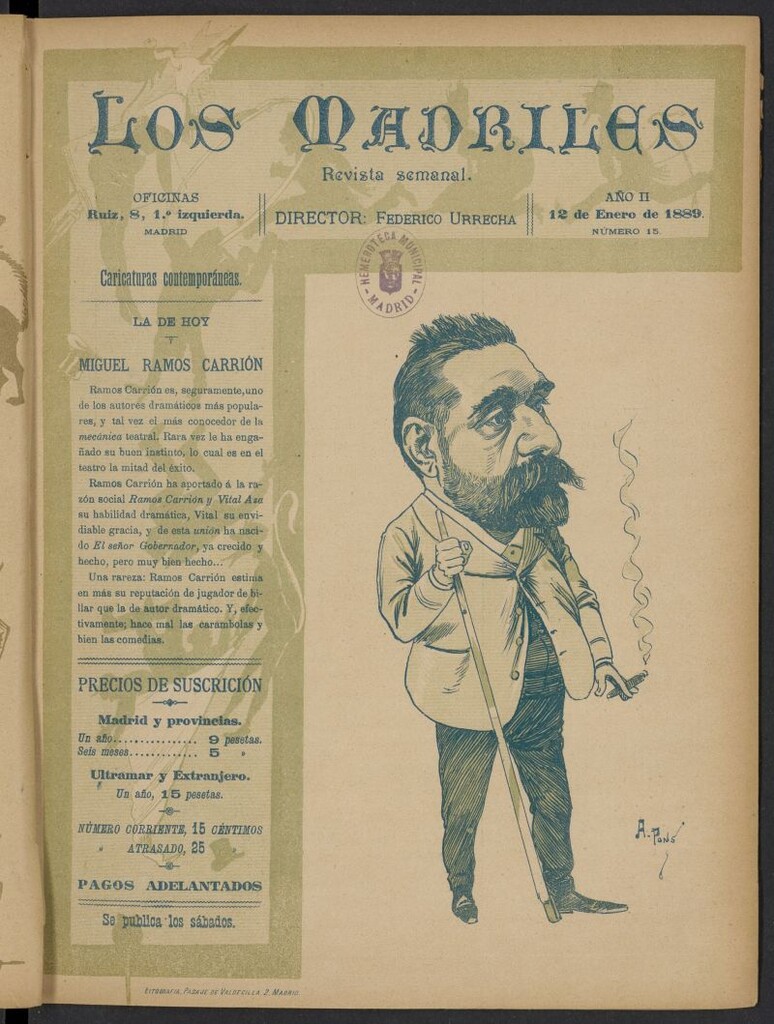 LOS MADRILES
Revista semanal.
OFICINAS
Ruiz, 8, 1.º izquierda.
MADRID
DIRECTOR: FEDERICO URRECHA
AÑO II
12 de Enero de 1889.
NÚMERO 15.
HEMEROTECA MUNICIPAL
- MADRID -
Caricaturas contemporáneas.
LA DE HOY
MIGUEL RAMOS CARRIÓN
Ramos Carrión es, seguramente, uno
de los autores dramáticos más popula-
res, y tal vez el más conocedor de la
mecánica teatral. Rara vez le ha enga-
ñado su buen instinto, lo cual es en el
teatro la mitad del éxito.
Ramos Carrión ha aportado á la ra-
zón social Ramos Carrión y Vital Aza
su habilidad dramática, Vital su envi-
diable gracia, y de esta unión ha naci-
do El señor Gobernador, ya crecido y
hecho, pero muy bien hecho...
Una rareza: Ramos Carrión estima
en más su reputación de jugador de bi-
llar que la de autor dramático. Y, efec-
tivamente; hace mal las carambolas y
bien las comedias.
PRECIOS DE SUSCRICIÓN
Madrid y provincias.
Un año............... 9 pesetas.
Seis meses............ 5 »
Ultramar y Extranjero.
Un año, 15 pesetas.
NÚMERO CORRIENTE, 15 CÉNTIMOS
» ATRASADO, 25 »
PAGOS ADELANTADOS
Se publica los sábados.
A. Pons
LITOGRAFÍA, PASAJE DE VALDECILLA 2, MADRID